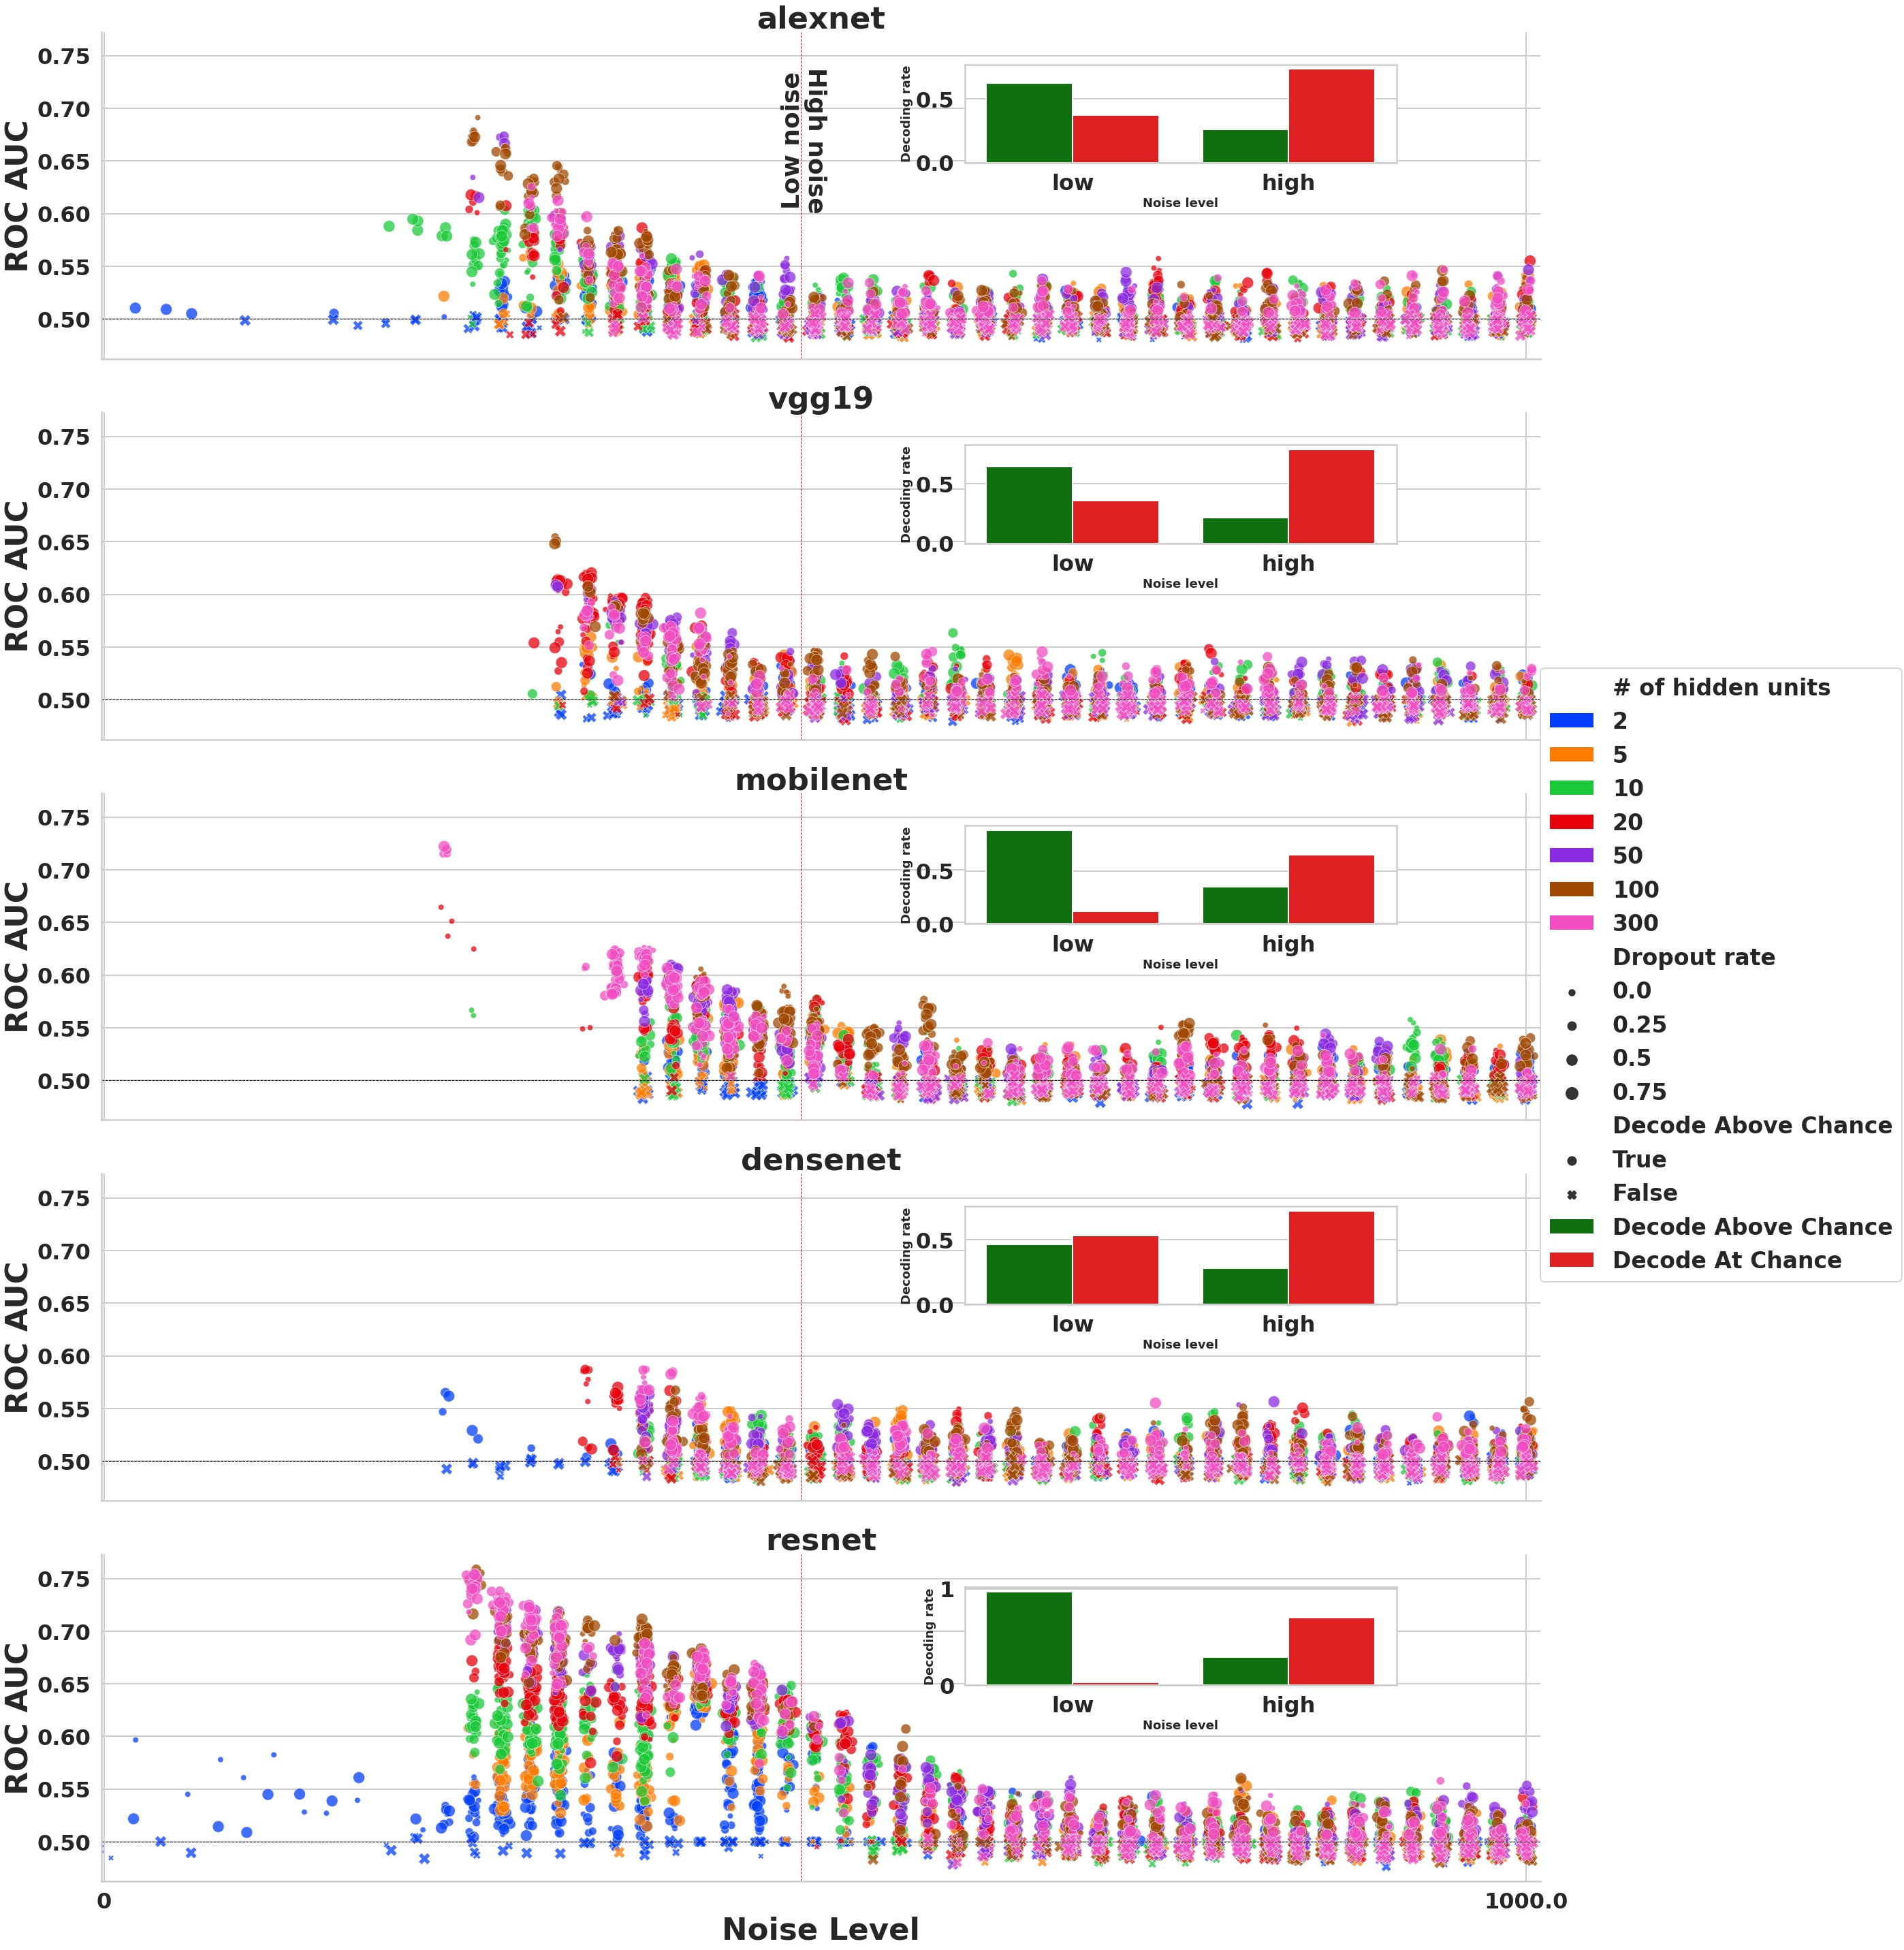 alexnet
ROC AUC
0.75
0.70
0.65
0.60
0.55
0.50
Low noise
High noise
Decoding rate
0.5
0.0
low
high
Noise level
vgg19
ROC AUC
0.75
0.70
0.65
0.60
0.55
0.50
Decoding rate
0.5
0.0
low
high
Noise level
mobilenet
ROC AUC
0.75
0.70
0.65
0.60
0.55
0.50
Decoding rate
0.5
0.0
low
high
Noise level
densenet
ROC AUC
0.75
0.70
0.65
0.60
0.55
0.50
Decoding rate
0.5
0.0
low
high
Noise level
resnet
ROC AUC
0.75
0.70
0.65
0.60
0.55
0.50
Decoding rate
1
0
low
high
Noise level
0
1000.0
Noise Level
# of hidden units
2
5
10
20
50
100
300
Dropout rate
0.0
0.25
0.5
0.75
Decode Above Chance
True
False
Decode Above Chance
Decode At Chance